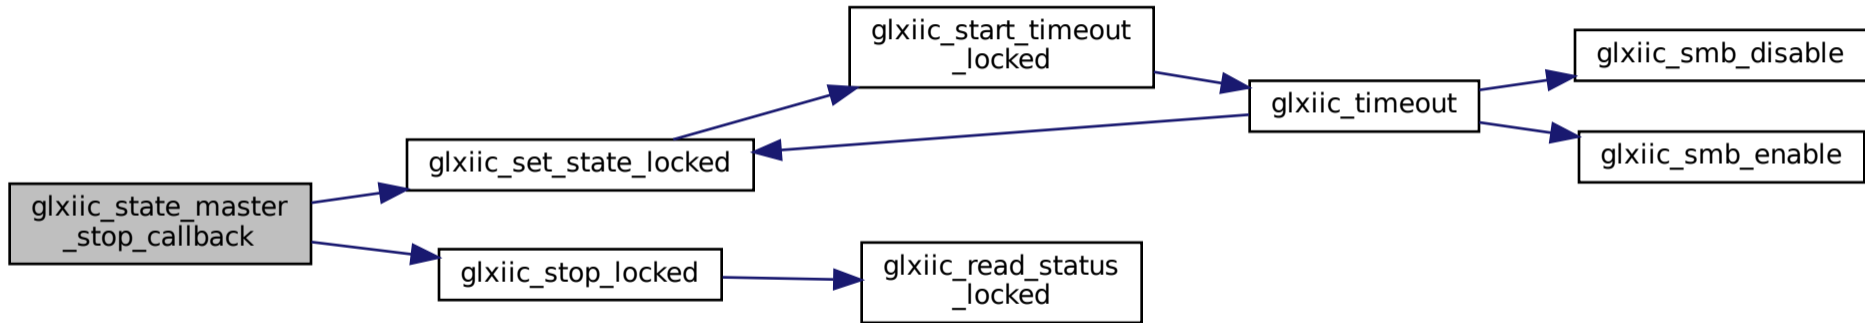 glxiic_state_master
_stop_callback
glxiic_set_state_locked
glxiic_stop_locked
glxiic_start_timeout
_locked
glxiic_read_status
_locked
glxiic_timeout
glxiic_smb_disable
glxiic_smb_enable